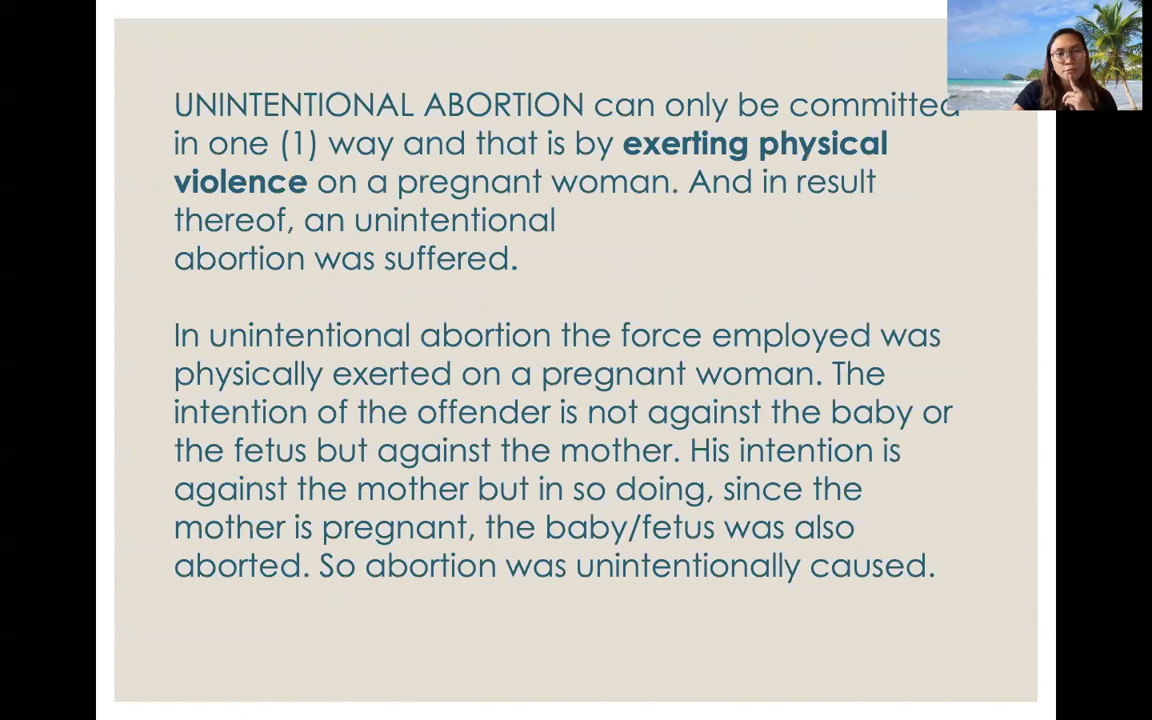 UNINTENTIONAL ABORTION can only be committed
in one (1) way and that is by exerting physical
violence on a pregnant woman. And in result
thereof, an unintentional
abortion was suffered.
In unintentional abortion the force employed was
physically exerted on a pregnant woman. The
intention of the offender is not against the baby or
the fetus but against the mother. His intention is
against the mother but in so doing, since the
mother is pregnant, the baby/fetus was also
aborted. So abortion was unintentionally caused.